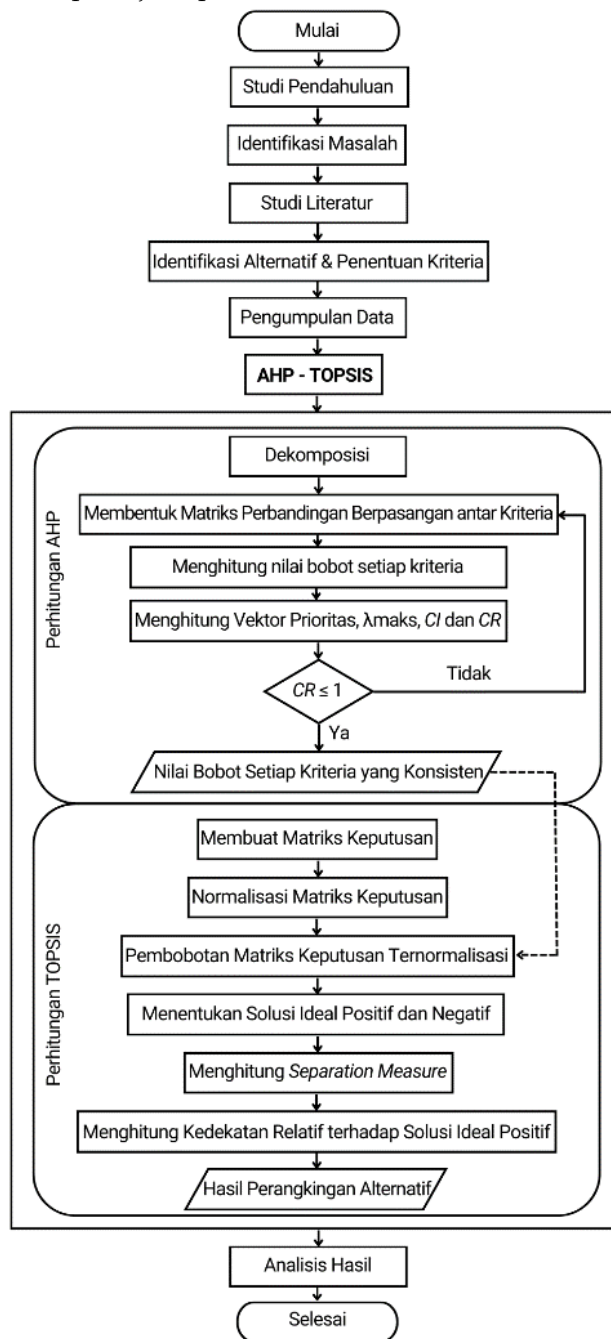 Mulai
Studi Pendahuluan
Identifikasi Masalah
Studi Literatur
Identifikasi Alternatif & Penentuan Kriteria
Pengumpulan Data
AHP - TOPSIS
Perhitungan AHP
Dekomposisi
Membentuk Matriks Perbandingan Berpasangan antar Kriteria
Menghitung nilai bobot setiap kriteria
Menghitung Vektor Prioritas, λmaks, CI dan CR
CR ≤ 1
Tidak
Ya
Nilai Bobot Setiap Kriteria yang Konsisten
Perhitungan TOPSIS
Membuat Matriks Keputusan
Normalisasi Matriks Keputusan
Pembobotan Matriks Keputusan Ternormalisasi
Menentukan Solusi Ideal Positif dan Negatif
Menghitung Separation Measure
Menghitung Kedekatan Relatif terhadap Solusi Ideal Positif
Hasil Perangkingan Alternatif
Analisis Hasil
Selesai